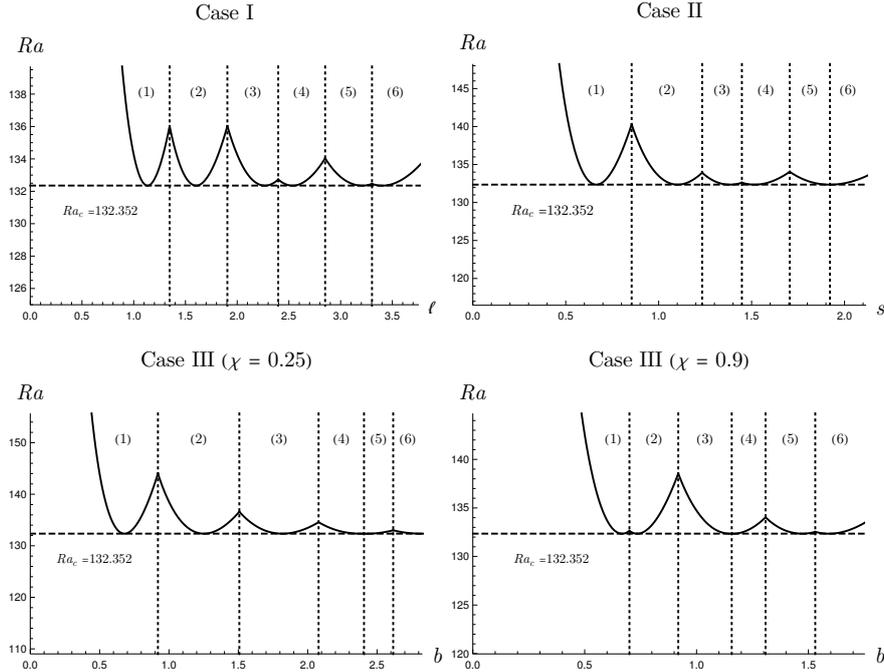 Case I
Ra
138
136
134
132
130
128
126
(1) (2) (3) (4) (5) (6)
Ra_c =132.352
0.0 0.5 1.0 1.5 2.0 2.5 3.0 3.5 ℓ
Case II
Ra
145
140
135
130
125
120
(1) (2) (3) (4) (5) (6)
Ra_c =132.352
0.0 0.5 1.0 1.5 2.0 s
Case III (χ = 0.25)
Ra
150
140
130
120
110
(1) (2) (3) (4) (5) (6)
Ra_c =132.352
0.0 0.5 1.0 1.5 2.0 2.5 b
Case III (χ = 0.9)
Ra
140
135
130
125
120
(1) (2) (3) (4) (5) (6)
Ra_c =132.352
0.0 0.5 1.0 1.5 b